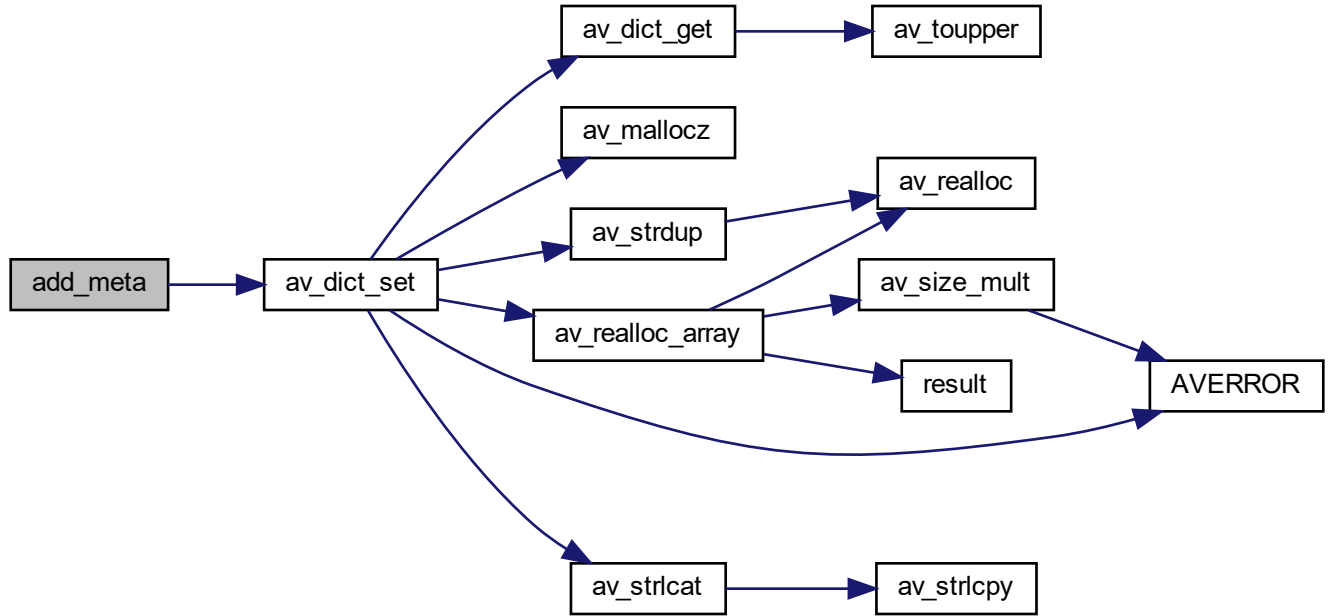 av_dict_get
av_toupper
av_mallocz
av_realloc
av_strdup
add_meta
av_dict_set
av_size_mult
av_realloc_array
result
AVERROR
av_strlcat
av_strlcpy